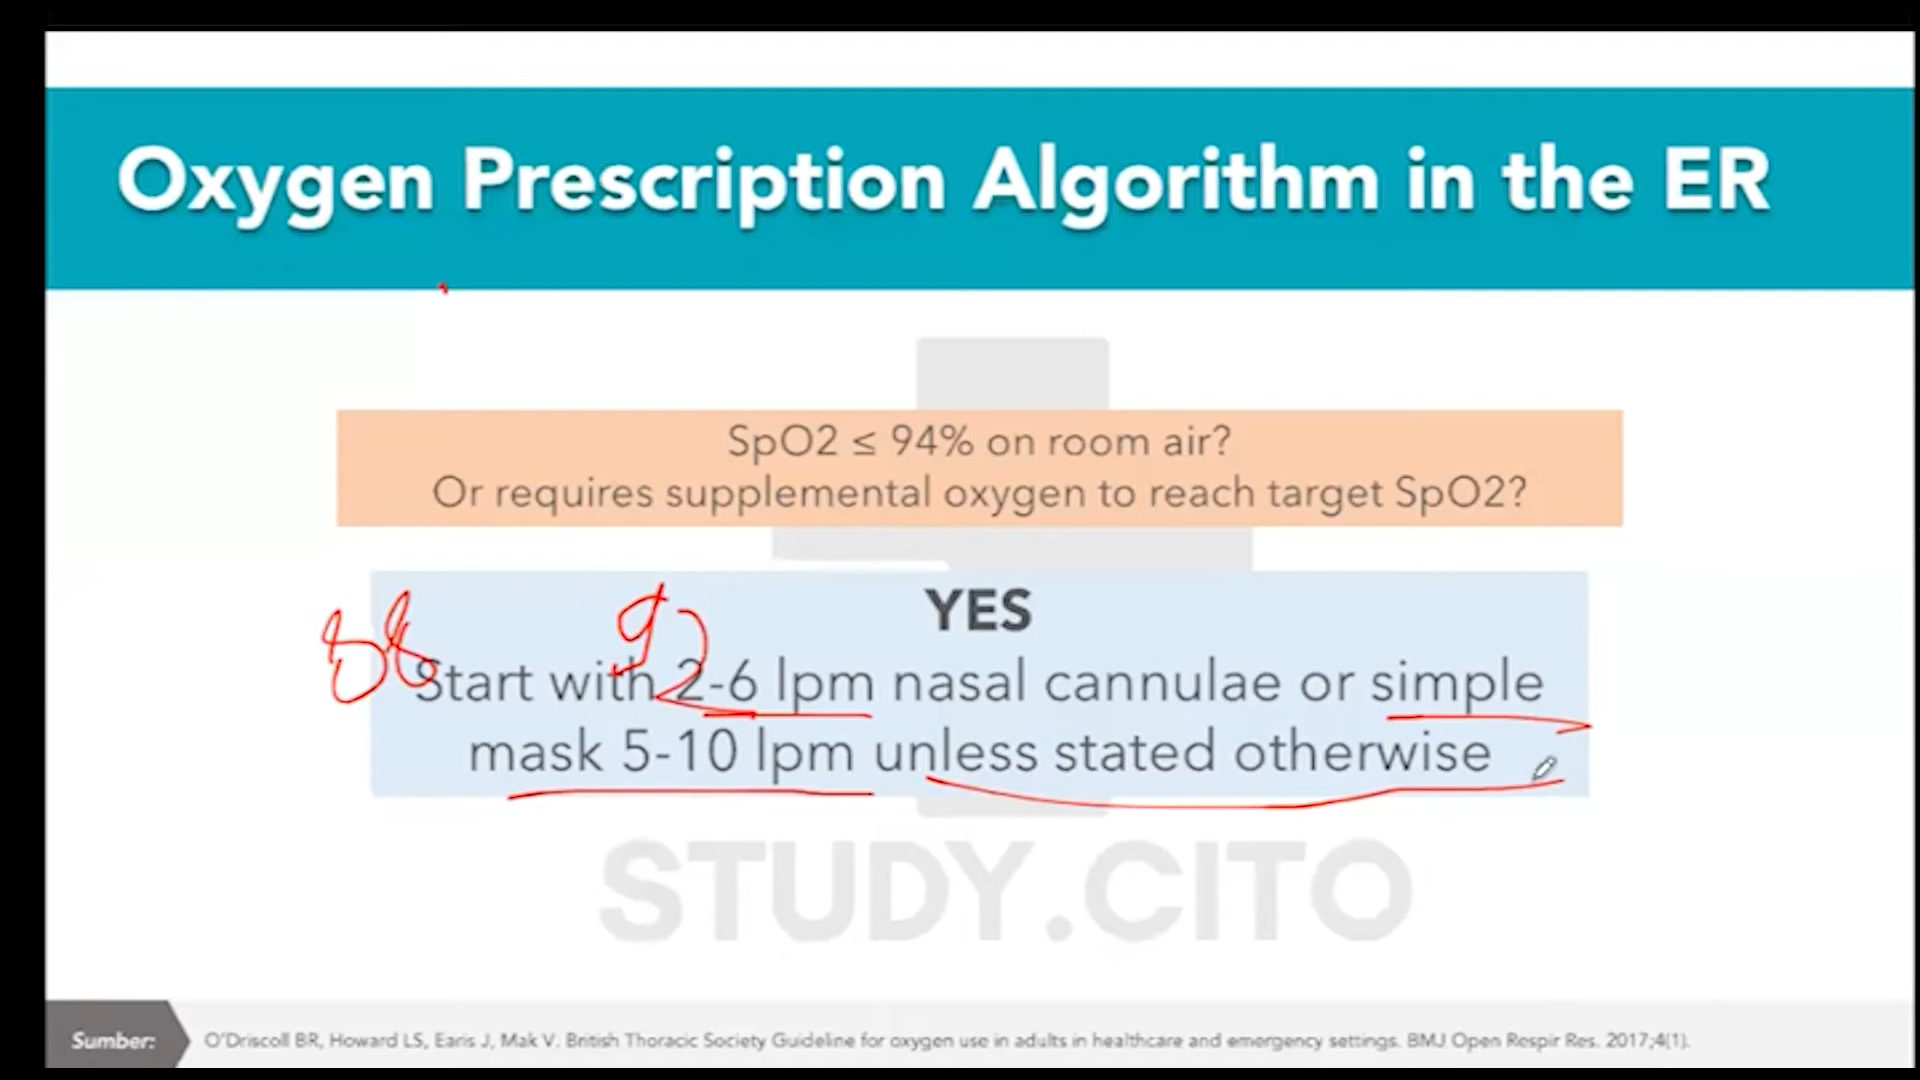 Oxygen Prescription Algorithm in the ER
SpO2 ≤ 94% on room air?
Or requires supplemental oxygen to reach target SpO2?
YES
88 92
Start with 2-6 lpm nasal cannulae or simple
mask 5-10 lpm unless stated otherwise
STUDY.CITO
Sumber: O'Driscoll BR, Howard LS, Earis J, Mak V. British Thoracic Society Guideline for oxygen use in adults in healthcare and emergency settings. BMJ Open Respir Res. 2017;4(1).